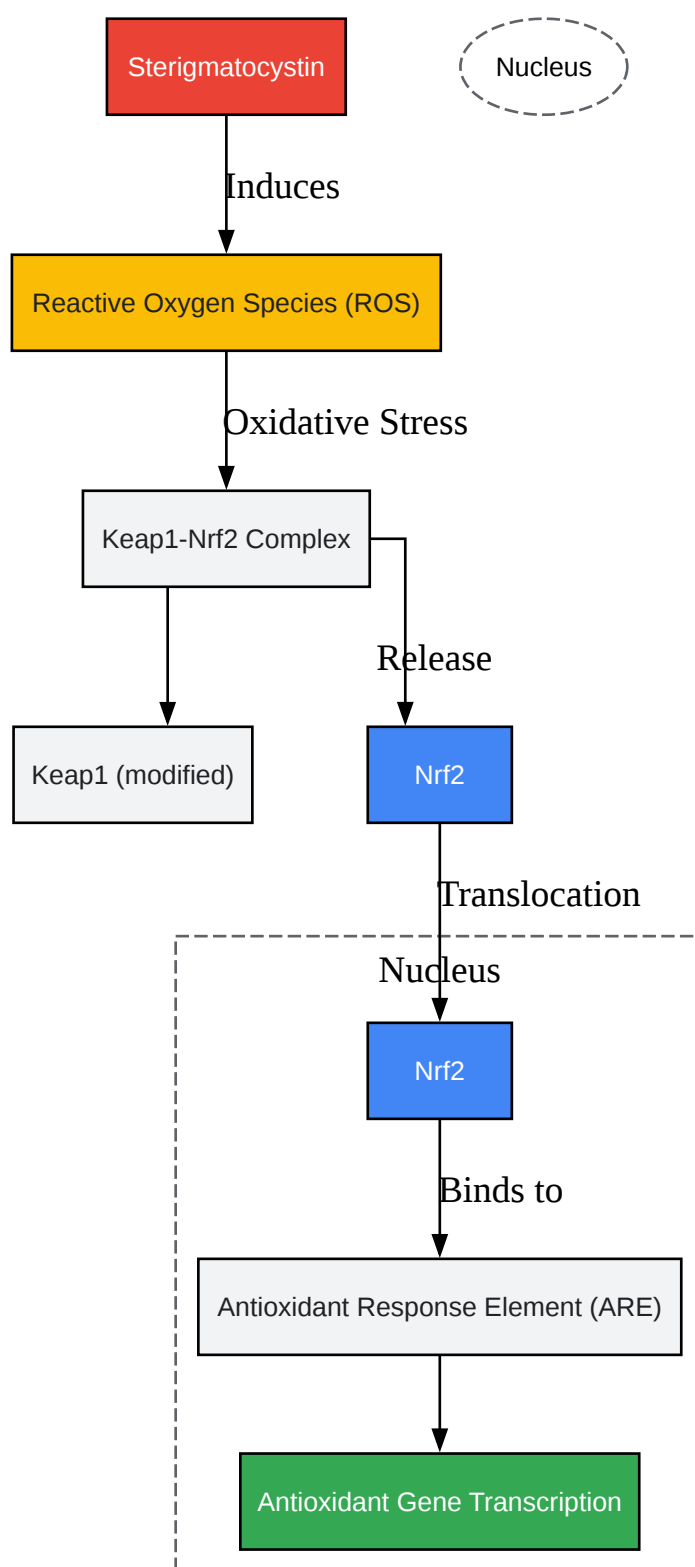 Sterigmatocystin
Nucleus
Induces
Reactive Oxygen Species (ROS)
Oxidative Stress
Keap1-Nrf2 Complex
Release
Keap1 (modified)
Nrf2
Translocation
Nucleus
Nrf2
Binds to
Antioxidant Response Element (ARE)
Antioxidant Gene Transcription